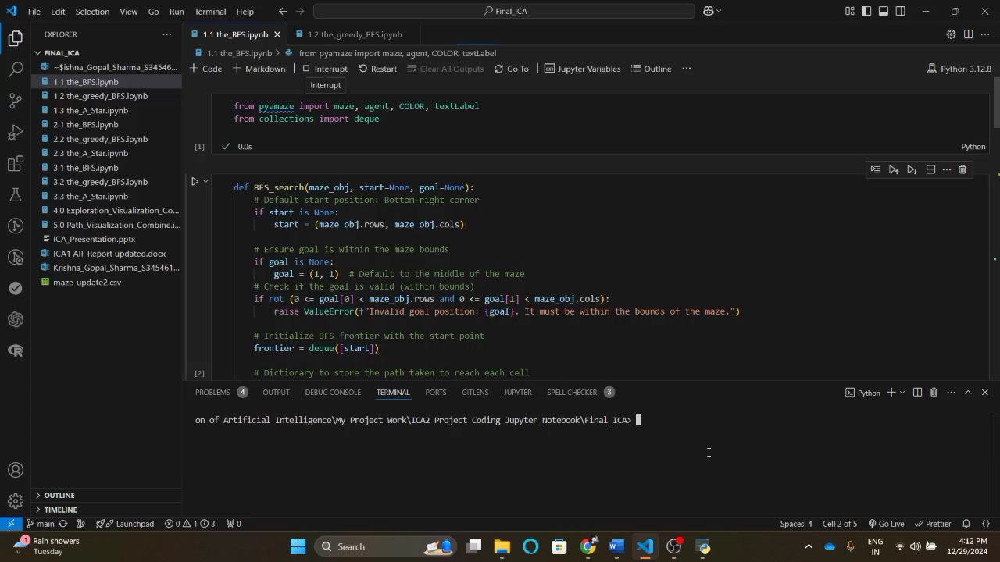 File Edit Selection View Go Run Terminal Help
Final_ICA
EXPLORER
FINAL_ICA
~$ishna_Gopal_Sharma_S34546...
1.1 the_BFS.ipynb
1.2 the_greedy_BFS.ipynb
1.3 the_A_Star.ipynb
2.1 the_BFS.ipynb
2.2 the_greedy_BFS.ipynb
2.3 the_A_Star.ipynb
3.1 the_BFS.ipynb
3.2 the_greedy_BFS.ipynb
3.3 the_A_Star.ipynb
4.0 Exploration_Visualization_Co...
5.0 Path_Visualization_Combine.i...
ICA_Presentation.pptx
ICA1 AIF Report updated.docx
Krishna_Gopal_Sharma_S345461...
maze_update2.csv
OUTLINE
TIMELINE
1.1 the_BFS.ipynb 1.2 the_greedy_BFS.ipynb
1.1 the_BFS.ipynb > from pyamaze import maze, agent, COLOR, textLabel
+ Code + Markdown Interrupt Restart Clear All Outputs Go To Jupyter Variables Outline ... Python 3.12.8
Interrupt
from pyamaze import maze, agent, COLOR, textLabel
from collections import deque
[1] 0.0s Python
def BFS_search(maze_obj, start=None, goal=None):
# Default start position: Bottom-right corner
if start is None:
start = (maze_obj.rows, maze_obj.cols)
# Ensure goal is within the maze bounds
if goal is None:
goal = (1, 1) # Default to the middle of the maze
# Check if the goal is valid (within bounds)
if not (0 <= goal[0] < maze_obj.rows and 0 <= goal[1] < maze_obj.cols):
raise ValueError(f"Invalid goal position: {goal}. It must be within the bounds of the maze.")
# Initialize BFS frontier with the start point
frontier = deque([start])
# Dictionary to store the path taken to reach each cell
[2]
PROBLEMS 4 OUTPUT DEBUG CONSOLE TERMINAL PORTS GITLENS JUPYTER SPELL CHECKER 3 Python
on of Artificial Intelligence\My Project Work\ICA2 Project Coding Jupyter_Notebook\Final_ICA>
main Launchpad 0 1 3 0 Spaces: 4 Cell 2 of 5 Go Live Prettier
1 Rain showers
Tuesday
Search
ENG
IN
4:12 PM
12/29/2024